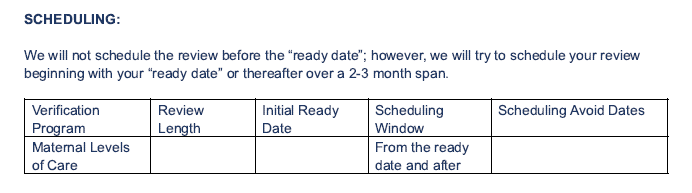 SCHEDULING:
We will not schedule the review before the “ready date”; however, we will try to schedule your review
beginning with your “ready date” or thereafter over a 2-3 month span.
Verification Program | Review Length | Initial Ready Date | Scheduling Window | Scheduling Avoid Dates
Maternal Levels of Care | | | From the ready date and after |